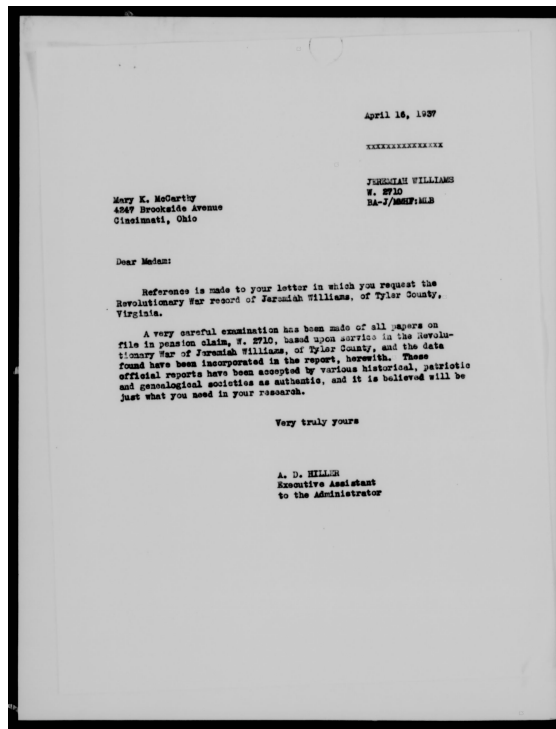 April 16, 1937
xxxxxxxxxxxxxxx
JEREMIAH WILLIAMS
W. 2710
BA-J/MMHF:MLB
Mary K. McCarthy
4247 Brookside Avenue
Cincinnati, Ohio
Dear Madam:
Reference is made to your letter in which you request the
Revolutionary War record of Jeremiah Williams, of Tyler County,
Virginia.
A very careful examination has been made of all papers on
file in pension claim, W. 2710, based upon service in the Revolu-
tionary War of Jeremiah Williams, of Tyler County, and the data
found have been incorporated in the report, herewith. These
official reports have been accepted by various historical, patriotic
and genealogical societies as authentic, and it is believed will be
just what you need in your research.
Very truly yours
A. D. HILLER
Executive Assistant
to the Administrator